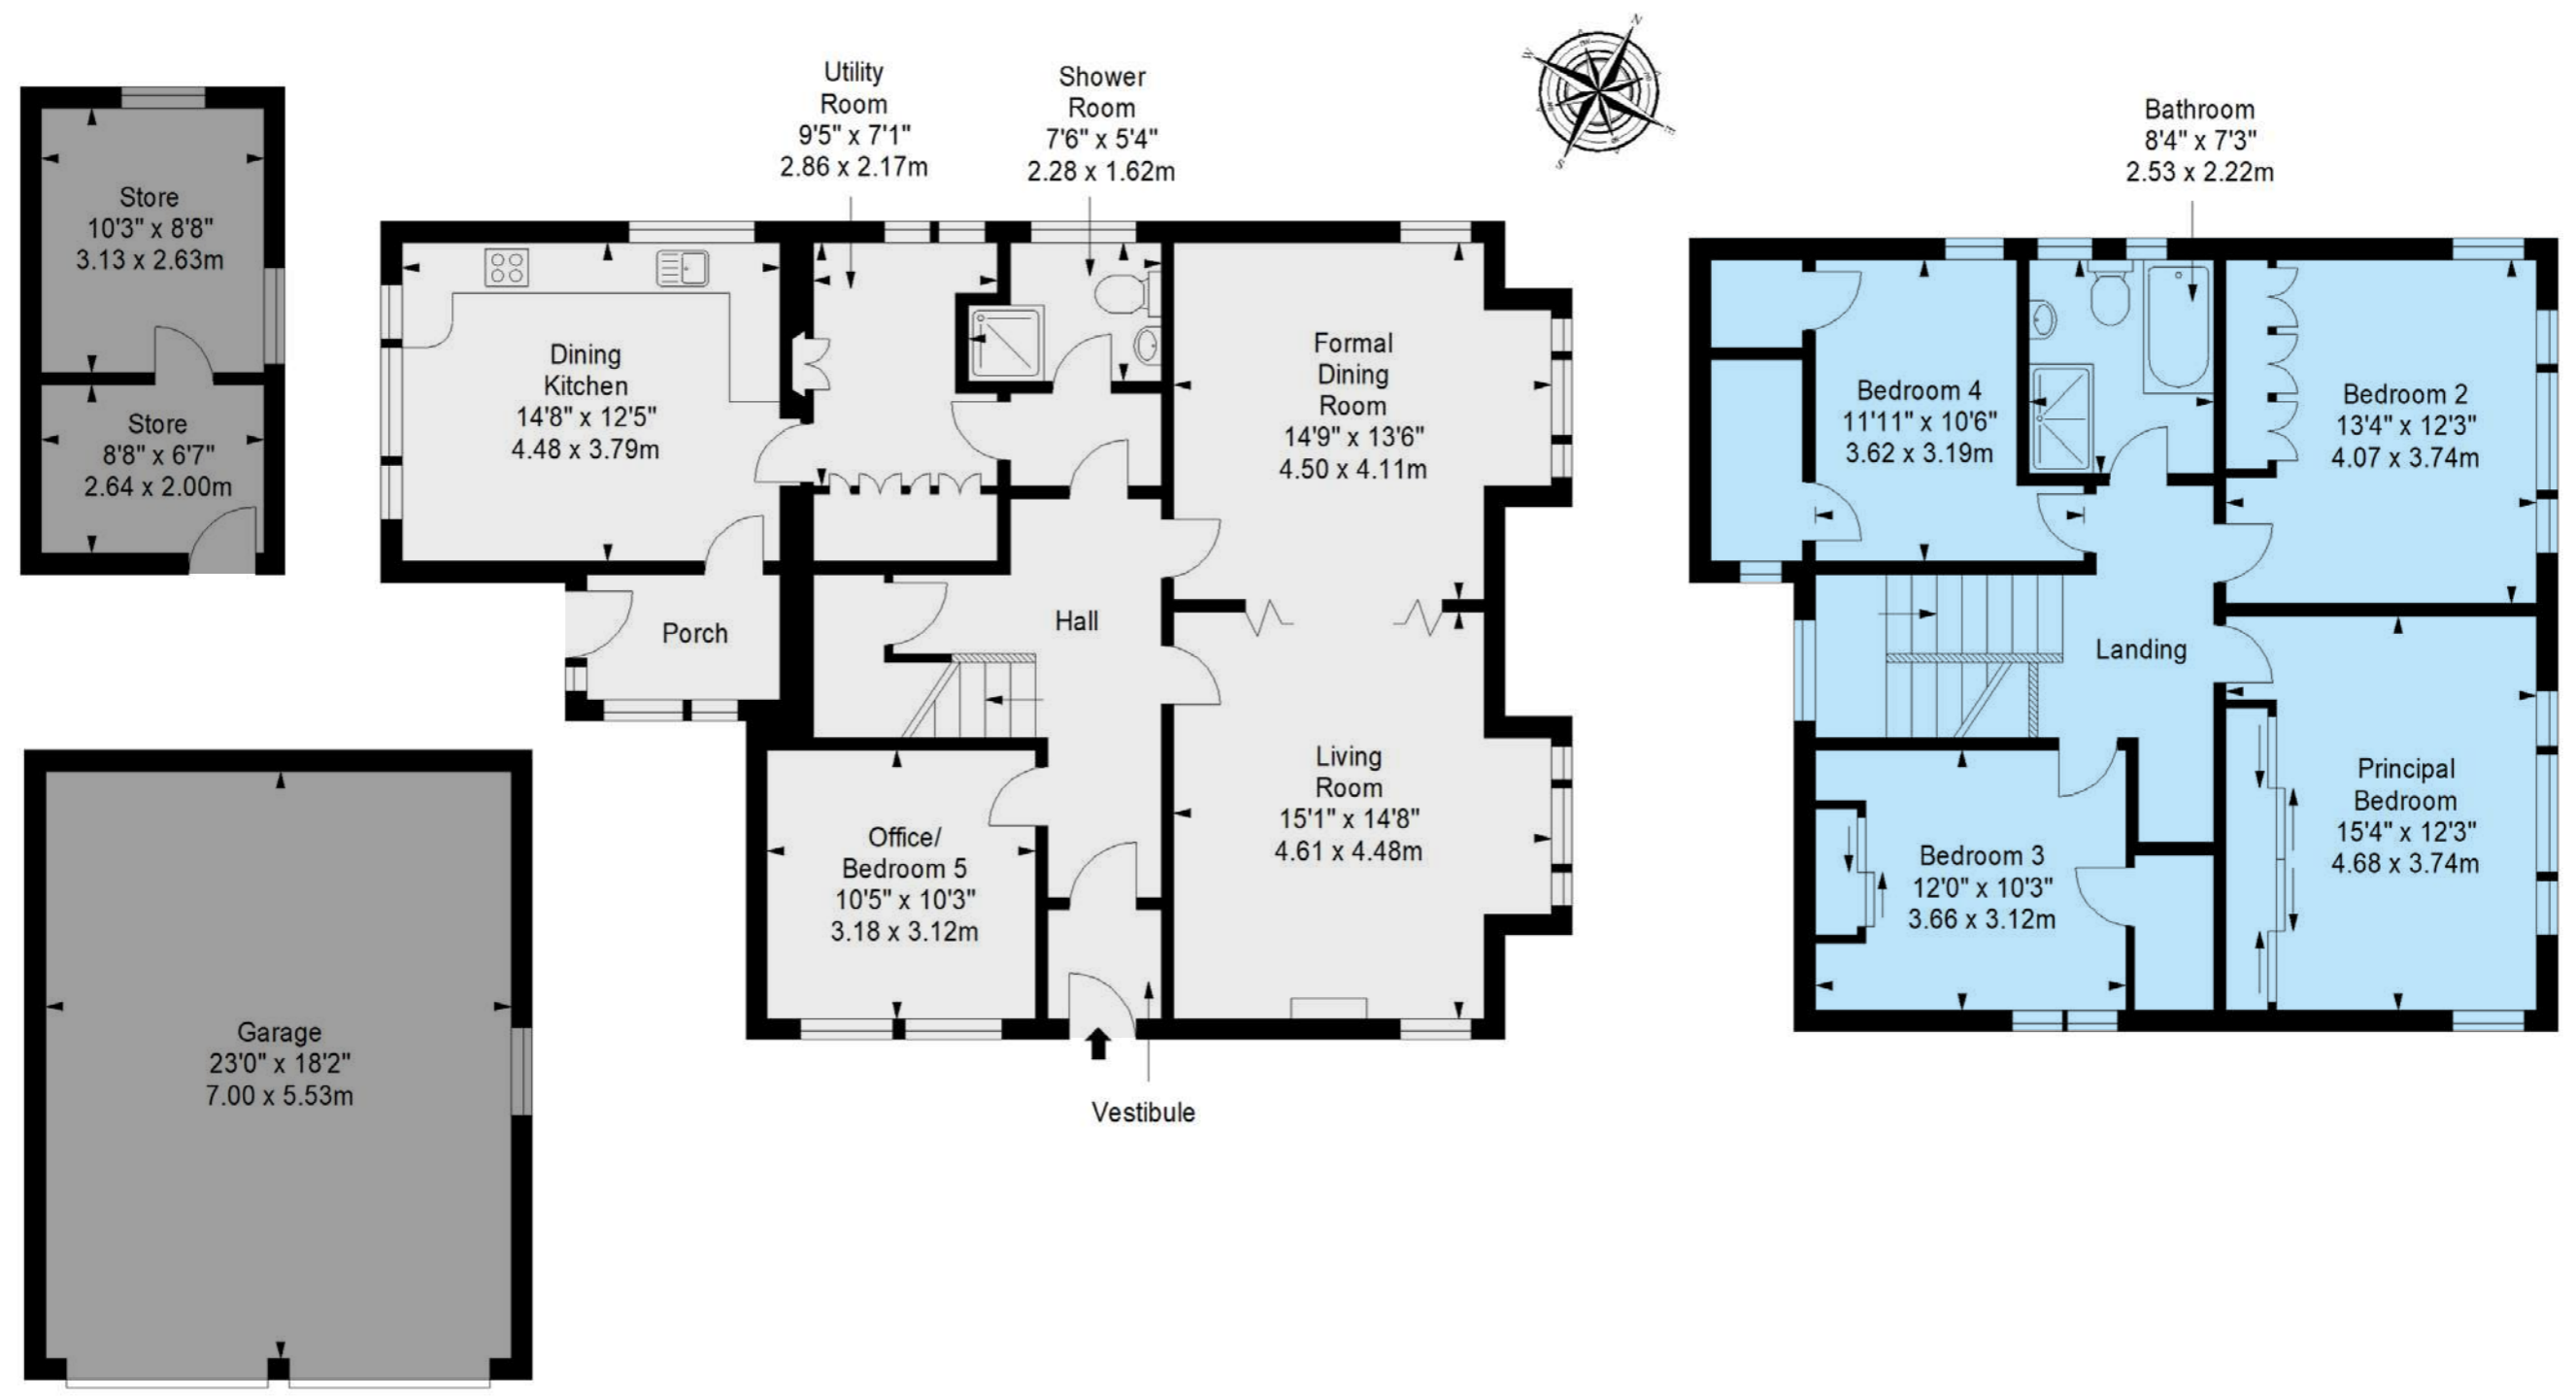 Utility
Room
9'5" x 7'1"
2.86 x 2.17m
Shower
Room
7'6" x 5'4"
2.28 x 1.62m
N
W
E
S
Bathroom
8'4" x 7'3"
2.53 x 2.22m
Store
10'3" x 8'8"
3.13 x 2.63m
Store
8'8" x 6'7"
2.64 x 2.00m
Dining
Kitchen
14'8" x 12'5"
4.48 x 3.79m
Formal
Dining
Room
14'9" x 13'6"
4.50 x 4.11m
Bedroom 4
11'11" x 10'6"
3.62 x 3.19m
Bedroom 2
13'4" x 12'3"
4.07 x 3.74m
Porch
Hall
Landing
Living
Room
15'1" x 14'8"
4.61 x 4.48m
Office/
Bedroom 5
10'5" x 10'3"
3.18 x 3.12m
Bedroom 3
12'0" x 10'3"
3.66 x 3.12m
Principal
Bedroom
15'4" x 12'3"
4.68 x 3.74m
Garage
23'0" x 18'2"
7.00 x 5.53m
Vestibule